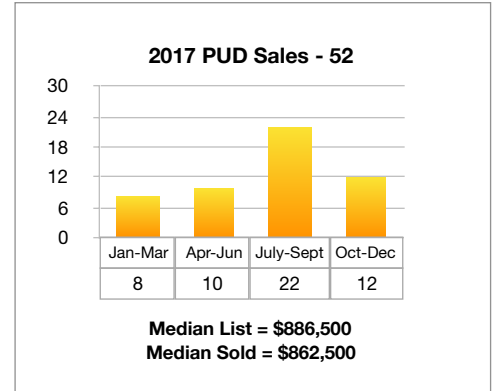 2017 PUD Sales - 52
30
24
18
12
6
0
Jan-Mar Apr-Jun July-Sept Oct-Dec
8 10 22 12
Median List = $886,500
Median Sold = $862,500